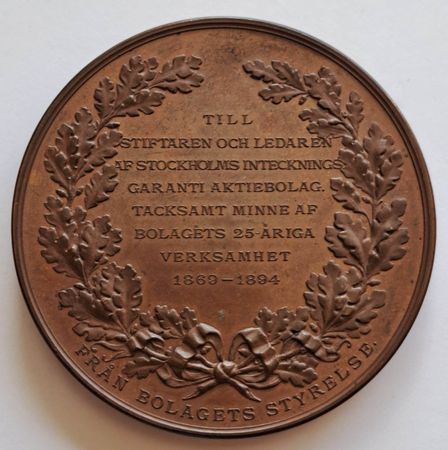 TILL
STIFTAREN OCH LEDAREN
AF STOCKHOLMS INTECKNINGS
GARANTI AKTIEBOLAG.
TACKSAMT MINNE AF
BOLAGETS 25-ÅRIGA
VERKSAMHET
1869-1894
FRÅN BOLAGETS STYRELSE.